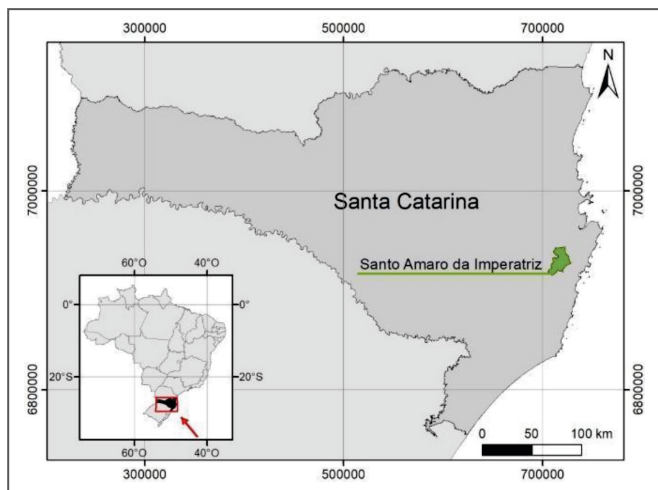 300000 500000 700000
N
7000000 7000000
Santa Catarina
Santo Amaro da Imperatriz
60°O 40°O
0° 0°
20°S 20°S
60°O 40°O
6800000 6800000
0 50 100 km
300000 500000 700000